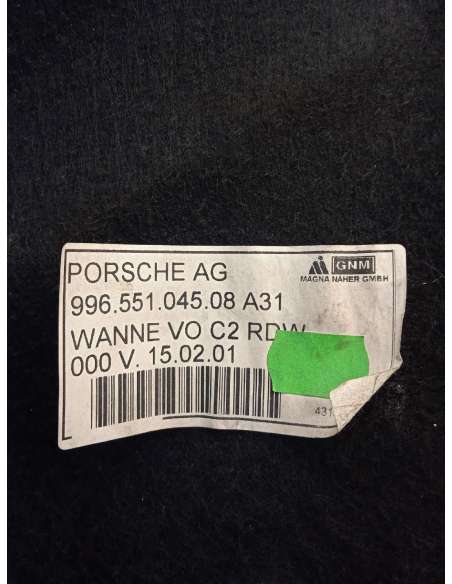 PORSCHE AG
GNM
MAGNA NAHER GMBH
996.551.045.08 A31
WANNE VO C2 RDW
000 V. 15.02.01
431